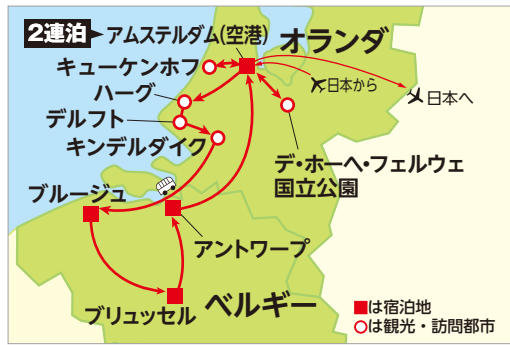 2連泊
アムステルダム(空港)
オランダ
キューケンホフ
ハーグ
日本から
日本へ
デルフト
キンデルダイク
デ・ホーヘ・フェルウェ
国立公園
ブルージュ
アントワープ
ブリュッセル
ベルギー
■は宿泊地
○は観光・訪問都市